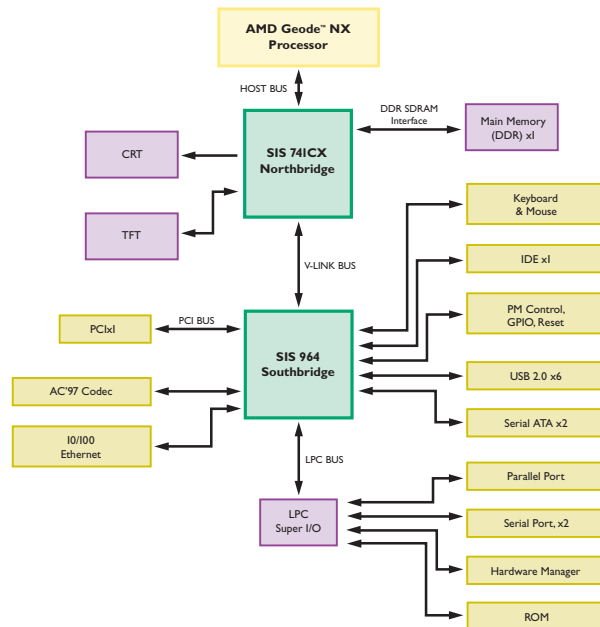 AMD Geode™ NX
Processor
HOST BUS
DDR SDRAM
Interface
Main Memory
(DDR) x1
SIS 741CX
Northbridge
CRT
TFT
V-LINK BUS
Keyboard
& Mouse
IDE x1
PM Control,
GPIO, Reset
USB 2.0 x6
Serial ATA x2
PCIx1
PCI BUS
SIS 964
Southbridge
AC'97 Codec
10/100
Ethernet
LPC BUS
LPC
Super I/O
Parallel Port
Serial Port, x2
Hardware Manager
ROM